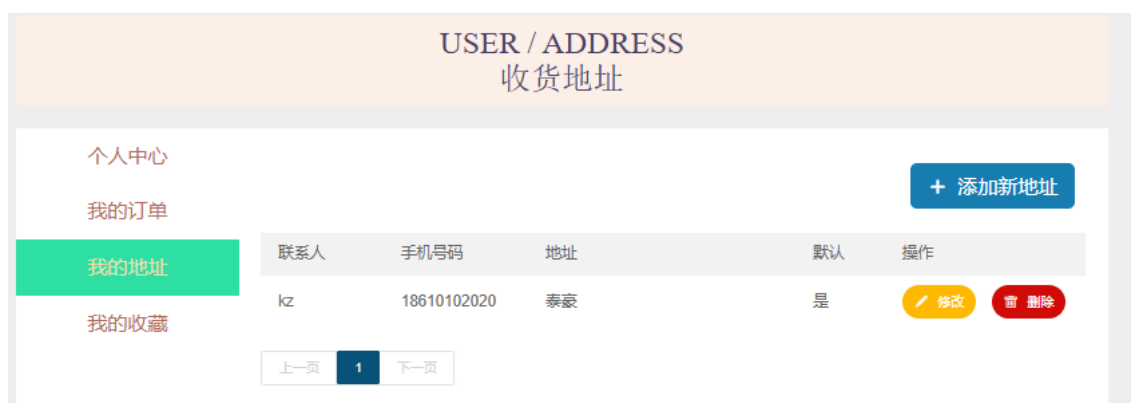 USER / ADDRESS
收货地址
个人中心
我的订单
我的地址
我的收藏
+ 添加新地址
联系人 手机号码 地址 默认 操作
kz 18610102020 泰豪 是 修改 删除
上一页 1 下一页